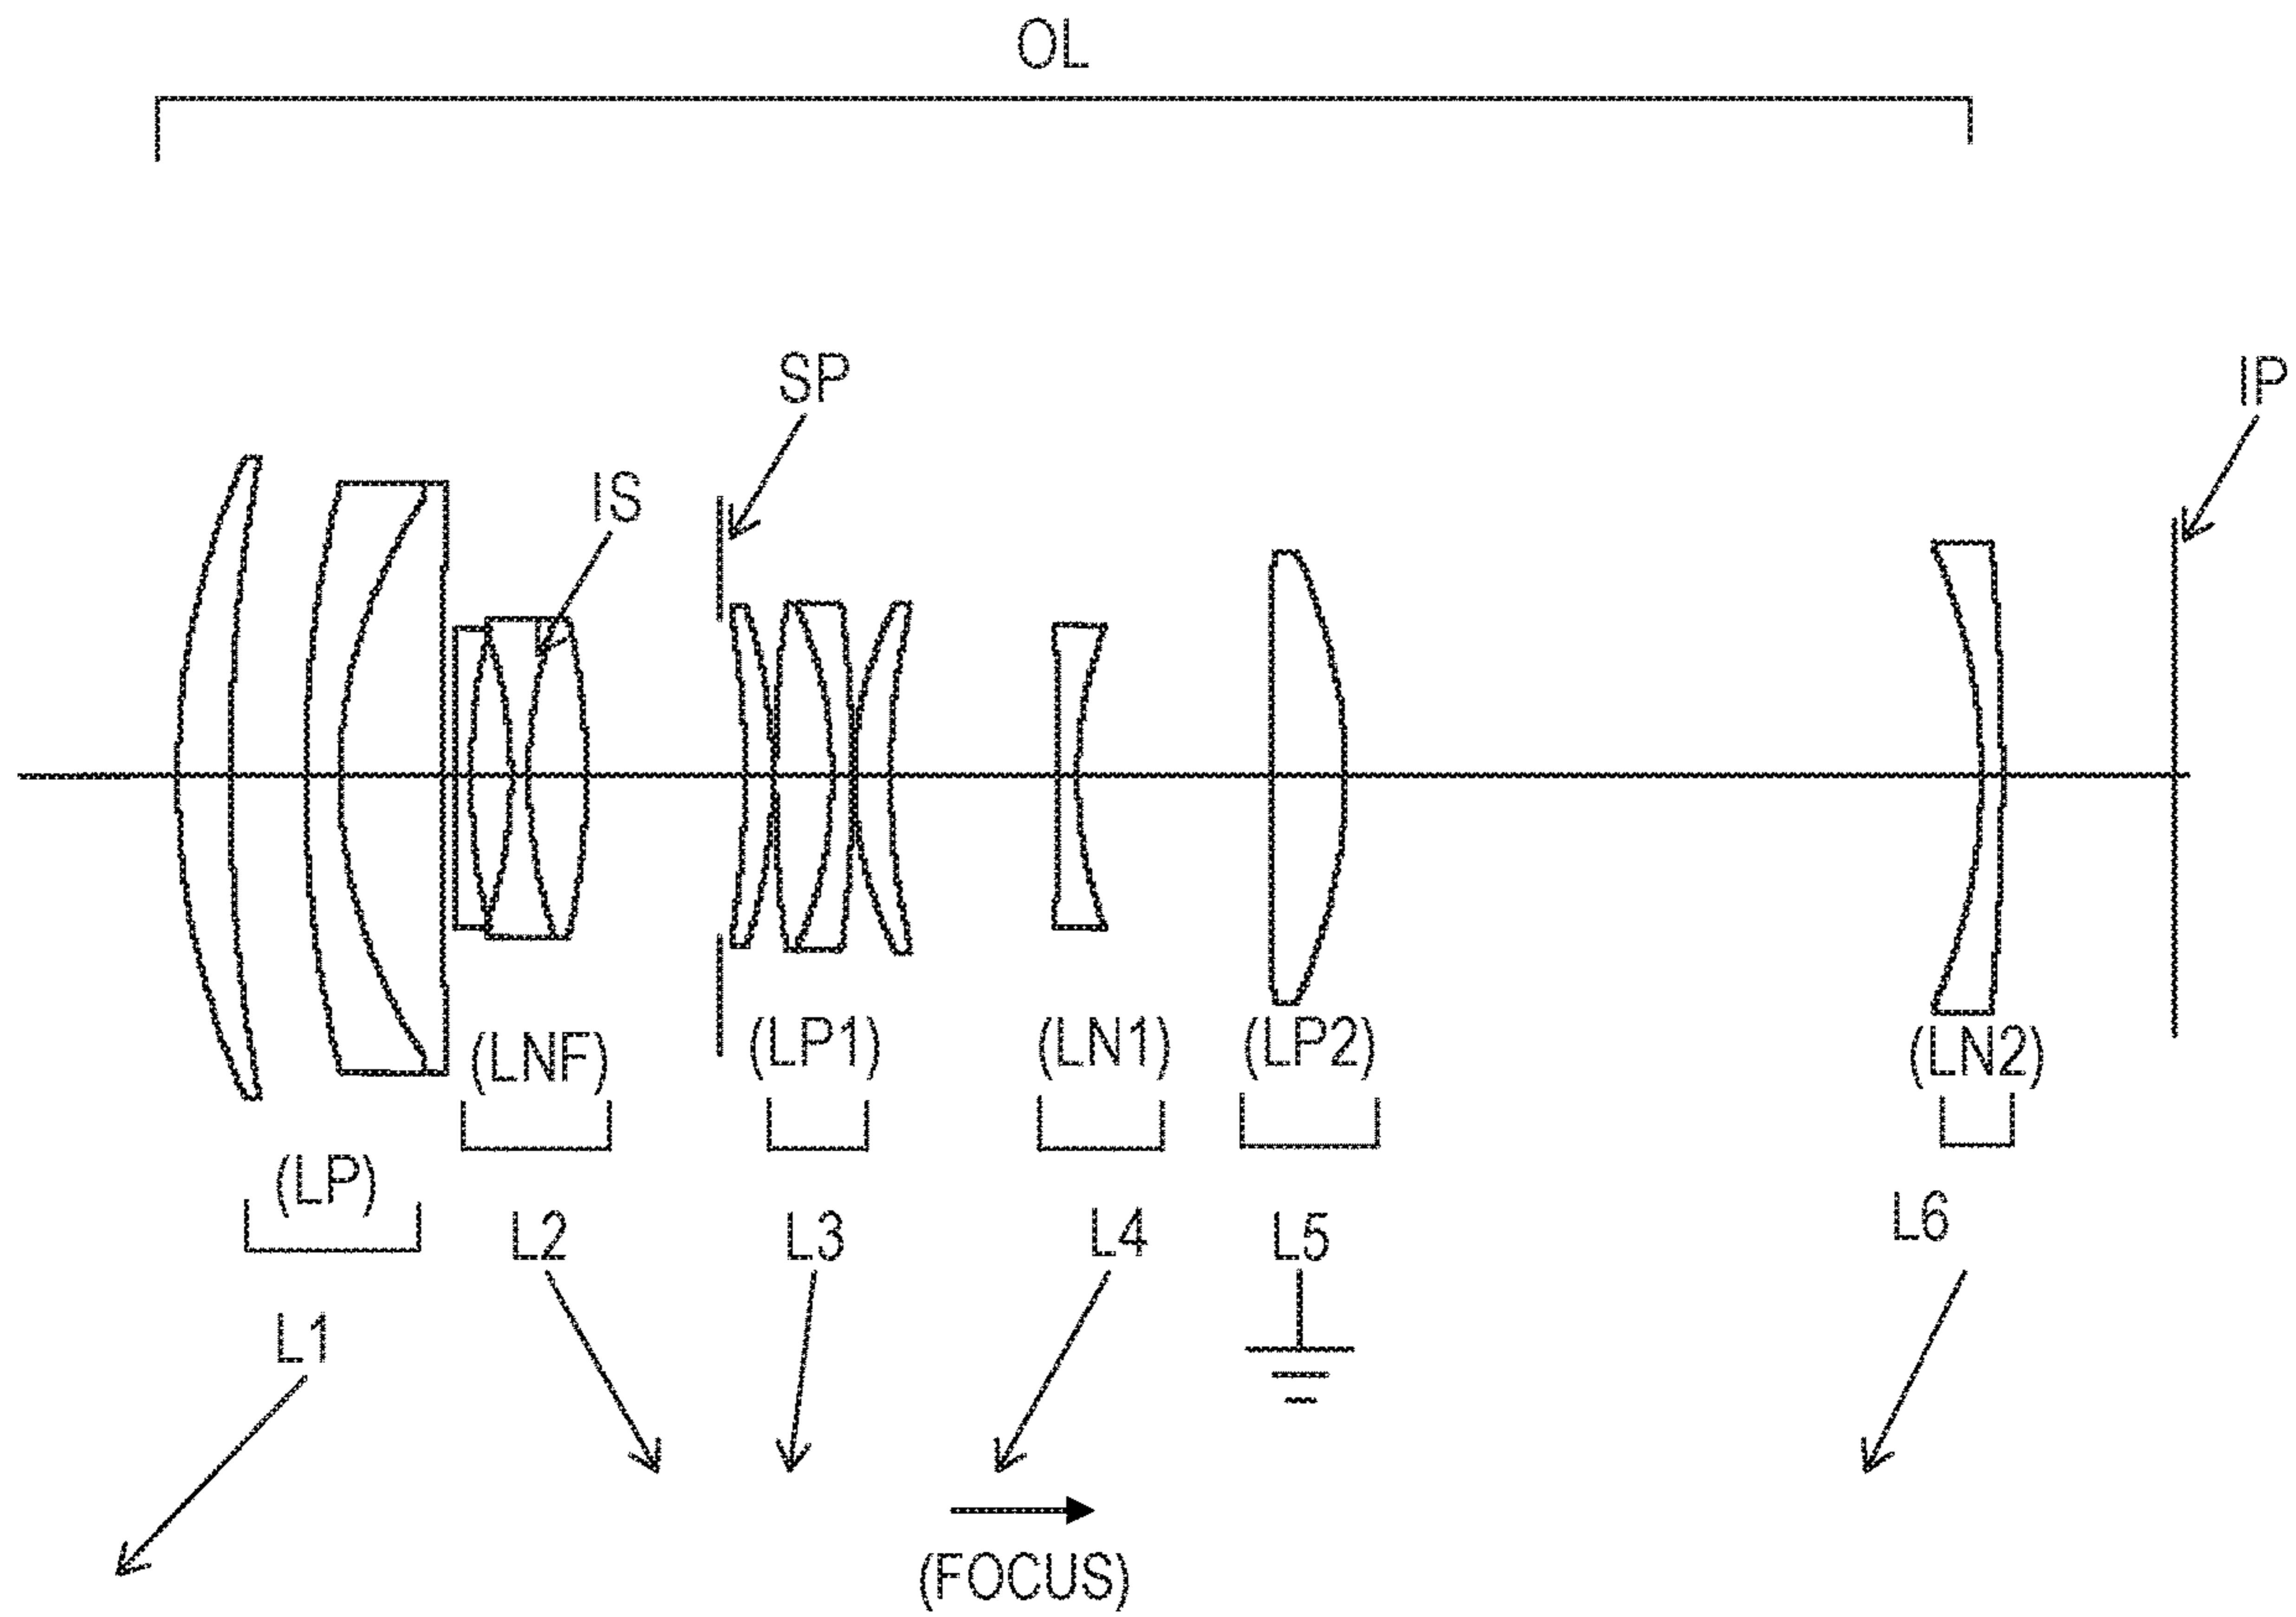 OL
SP
IP
IS
(LNF) (LP1) (LN1) (LP2) (LN2)
(LP)
L2 L3 L4 L5 L6
L1
(FOCUS)